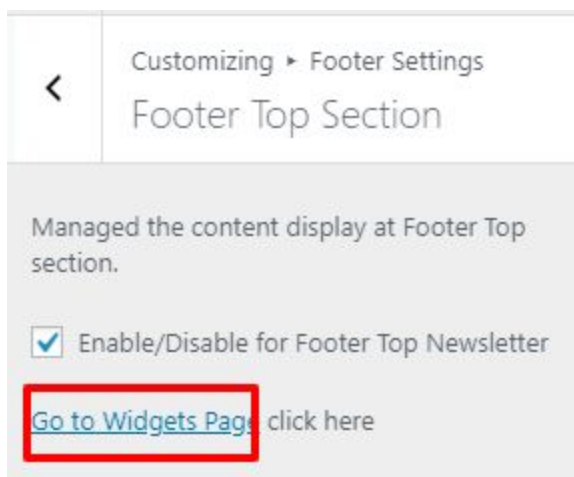 Customizing ▸ Footer Settings
Footer Top Section
Managed the content display at Footer Top
section.
Enable/Disable for Footer Top Newsletter
Go to Widgets Page click here